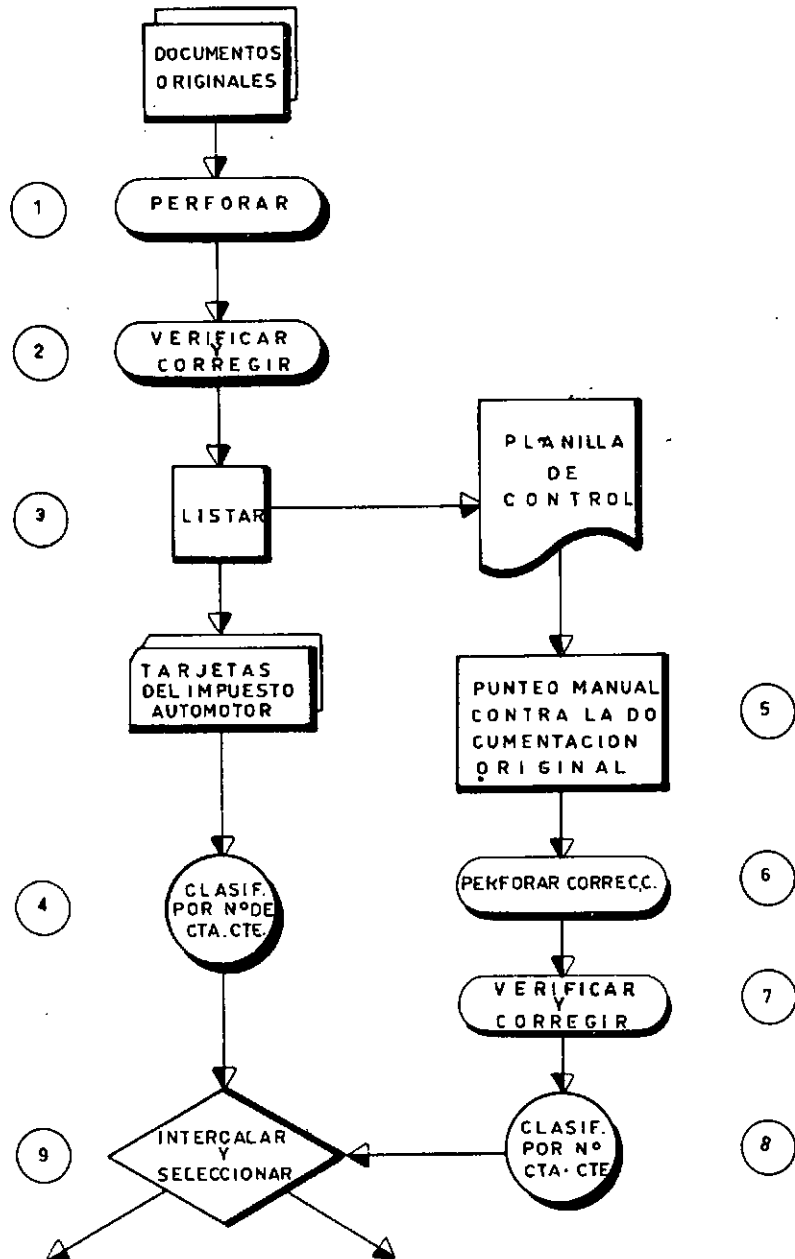 DOCUMENTOS
ORIGINALES
1
PERFORAR
2
VERIFICAR
Y
CORREGIR
3
LISTAR
PLANILLA
DE
CONTROL
TARJETAS
DEL IMPUESTO
AUTOMOTOR
PUNTEO MANUAL
CONTRA LA DO
CUMENTACION
ORIGINAL
5
4
CLASIF.
POR Nº DE
CTA. CTE.
PERFORAR CORRECC.
6
VERIFICAR
Y
CORREGIR
7
9
INTERCALAR
Y
SELECCIONAR
CLASIF.
POR Nº
CTA. CTE
8